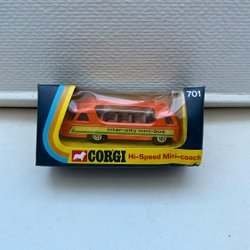 701
inter-city mini-bus
CORGI Hi-Speed Mini-coach